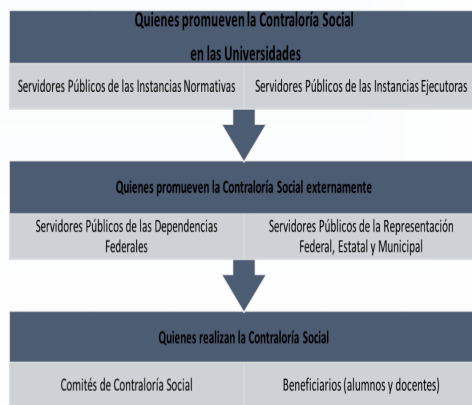 Quienes promueven la Contraloría Social
en las Universidades
Servidores Públicos de las Instancias Normativas
Servidores Públicos de las Instancias Ejecutoras
Quienes promueven la Contraloría Social externamente
Servidores Públicos de las Dependencias
Federales
Servidores Públicos de la Representación
Federal, Estatal y Municipal
Quienes realizan la Contraloría Social
Comités de Contraloría Social
Beneficiarios (alumnos y docentes)